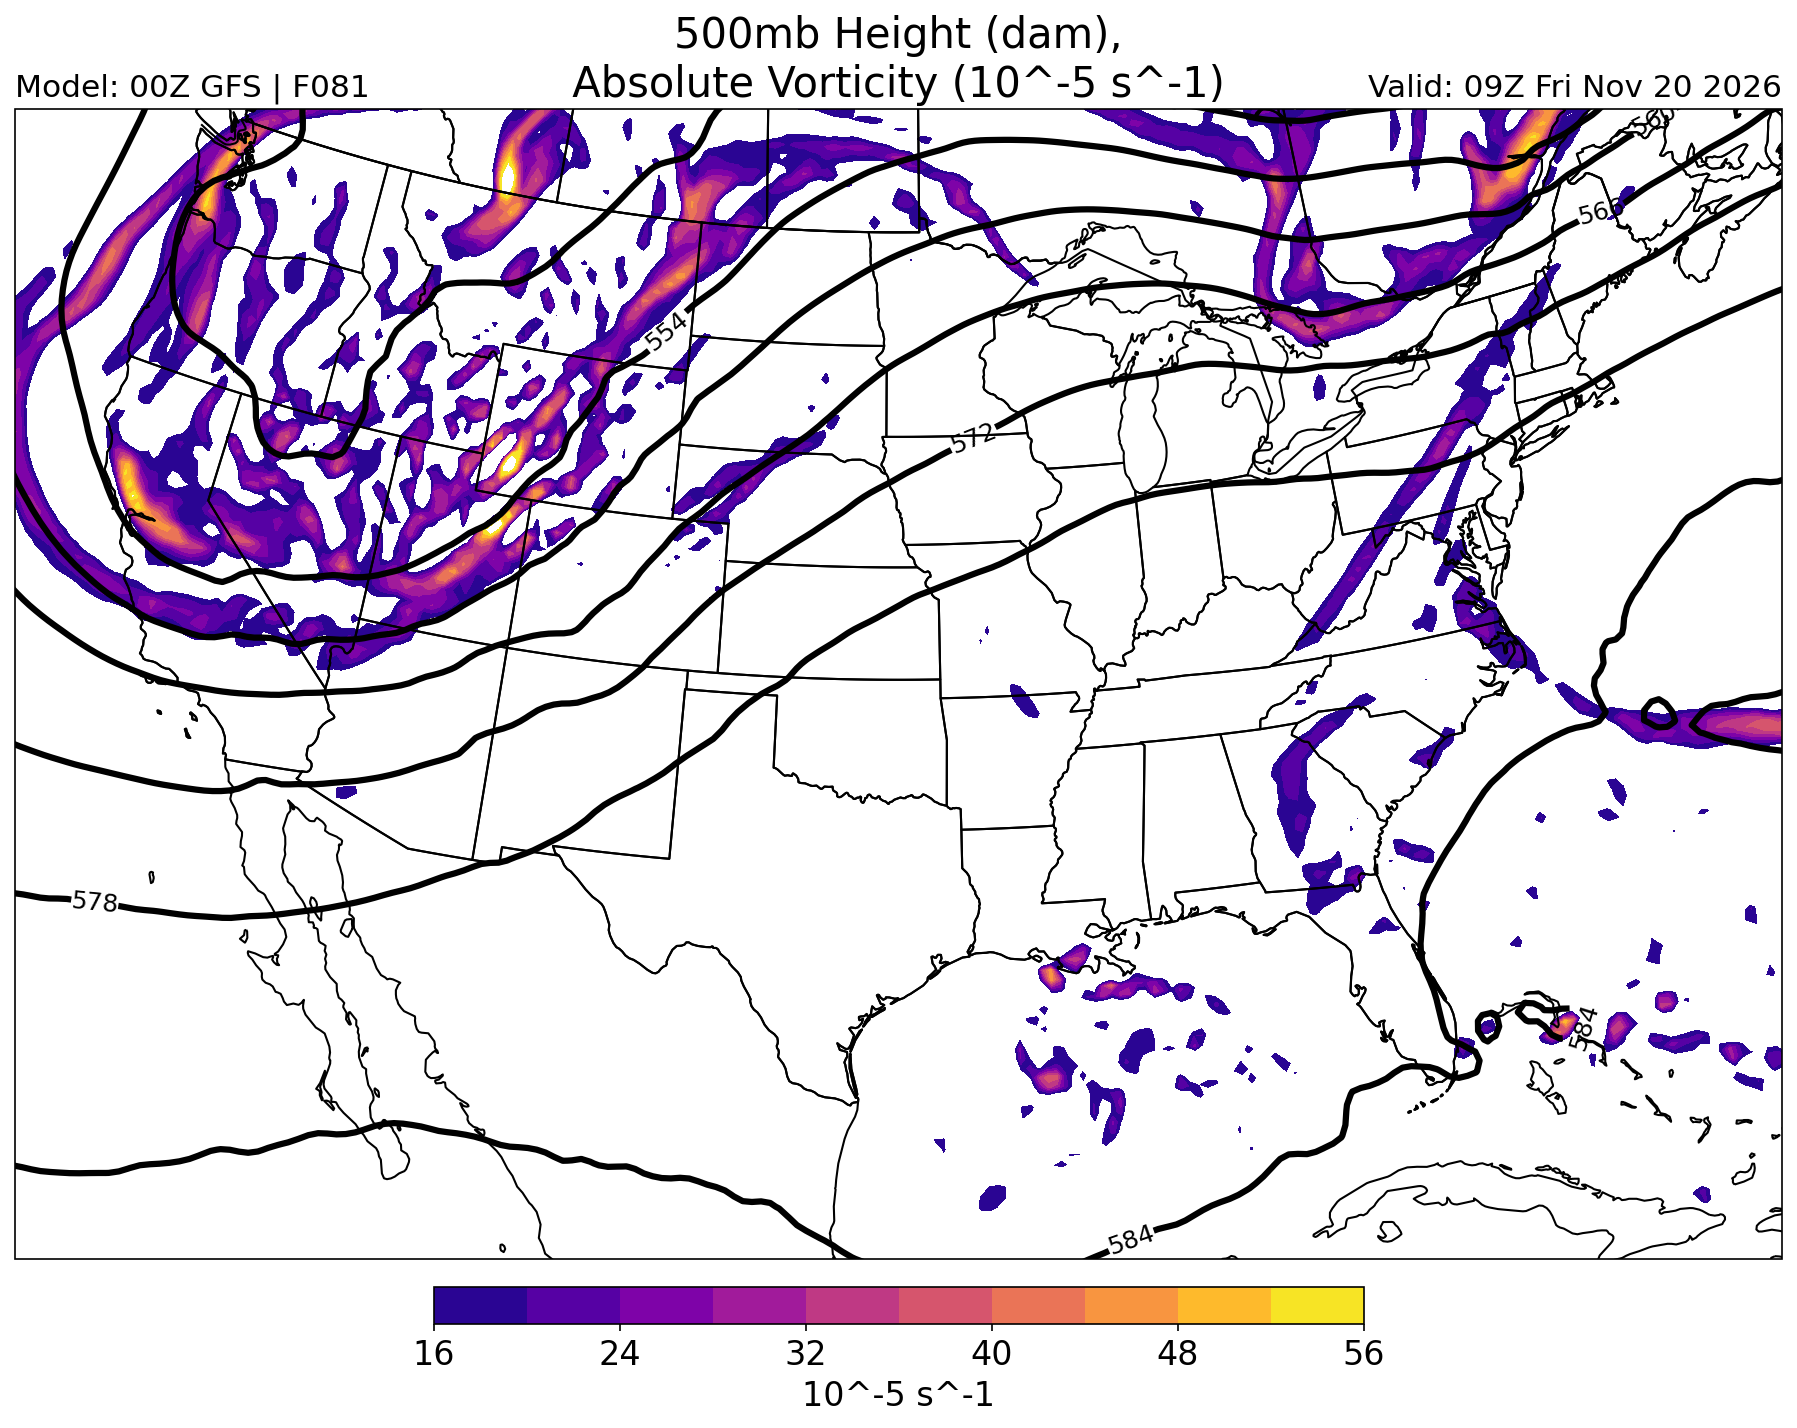 500mb Height (dam),
Absolute Vorticity (10^-5 s^-1)
Model: 00Z GFS | F081
Valid: 09Z Fri Nov 20 2026
566
554
572
578
584
584
16 24 32 40 48 56
10^-5 s^-1